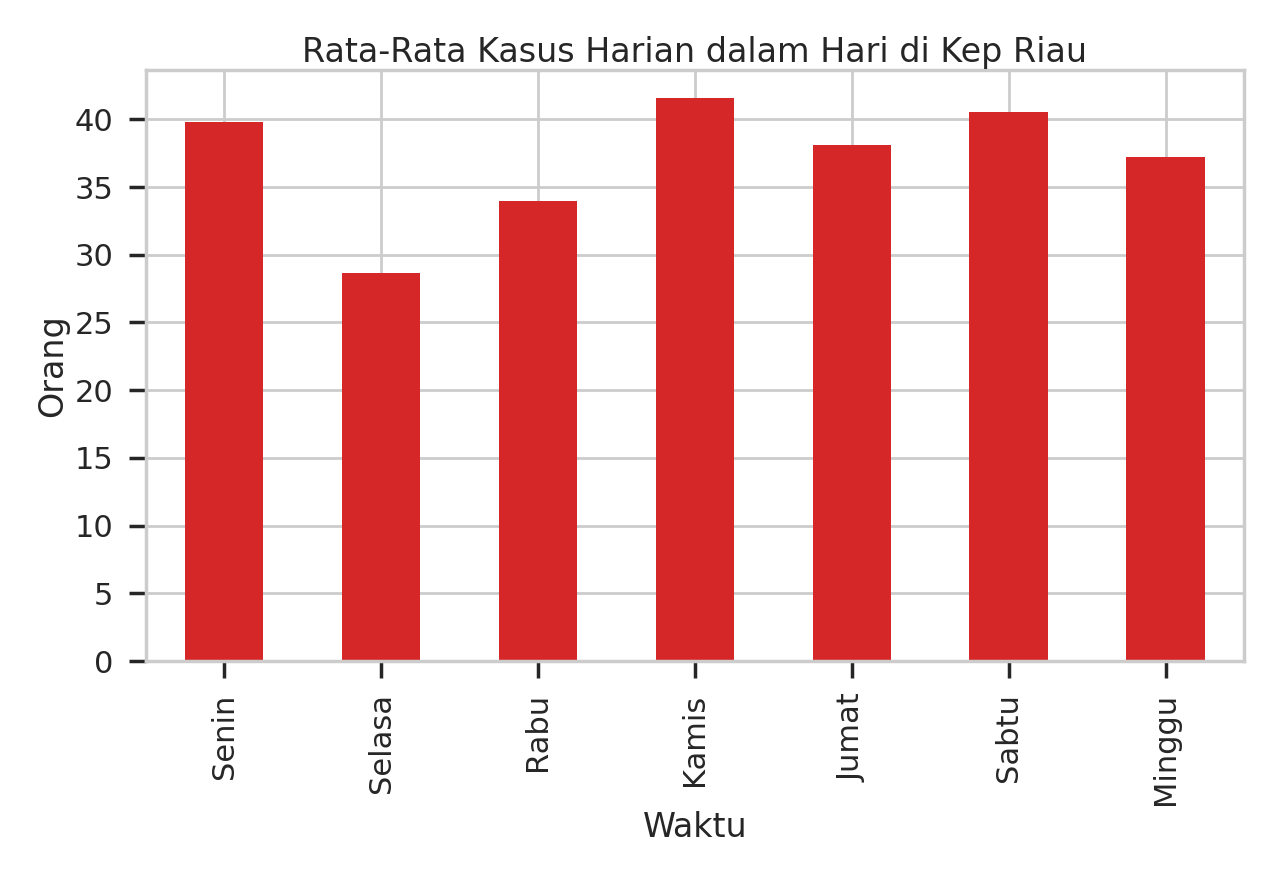 Rata-Rata Kasus Harian dalam Hari di Kep Riau
Orang
40
35
30
25
20
15
10
5
0
Senin
Selasa
Rabu
Kamis
Jumat
Sabtu
Minggu
Waktu